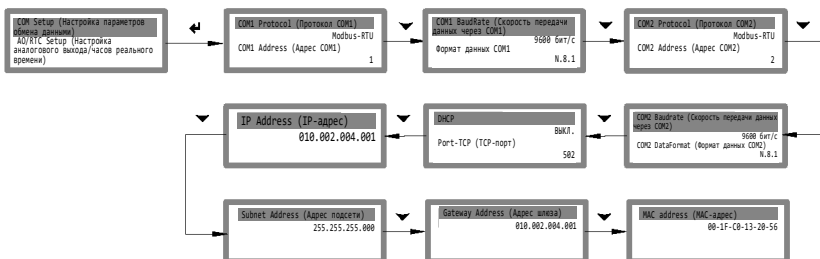 COM Setup (Настройка параметров
обмена данными)
AO/RTC Setup (Настройка
аналогового выхода/часов реального
времени)
COM1 Protocol (Протокол COM1)
Modbus-RTU
COM1 Address (Адрес COM1)
1
COM1 BaudRate (Скорость передачи
данных через COM1)
9600 бит/с
Формат данных COM1
N.8.1
COM2 Protocol (Протокол COM2)
Modbus-RTU
COM2 Address (Адрес COM2)
2
IP Address (IP-адрес)
010.002.004.001
DHCP
ВЫКЛ.
Port-TCP (TCP-порт)
502
COM2 Baudrate (Скорость передачи данных
через COM2)
9600 бит/с
COM2 DataFormat (Формат данных COM2)
N.8.1
Subnet Address (Адрес подсети)
255.255.255.000
Gateway Address (Адрес шлюза)
010.002.004.001
MAC address (MAC-адрес)
00-1F-C0-13-20-56